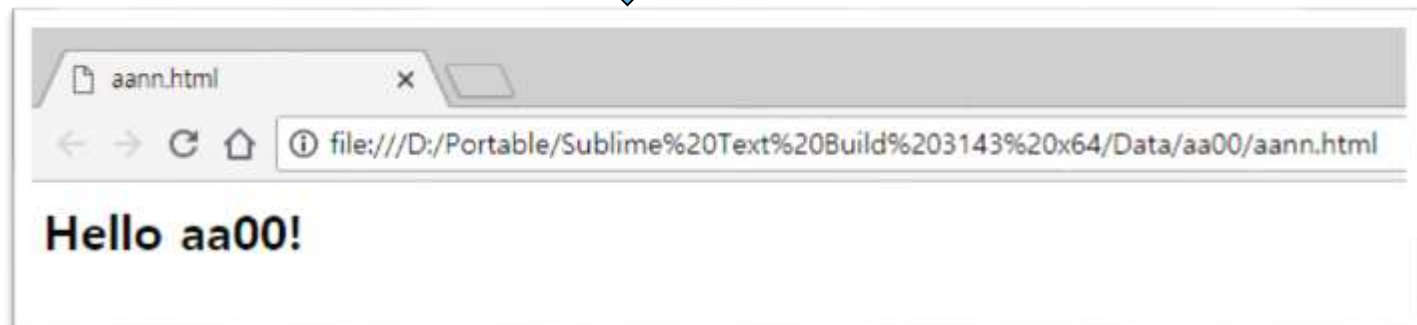 aann.html
file:///D:/Portable/Sublime%20Text%20Build%203143%20x64/Data/aa00/aann.html
Hello aa00!